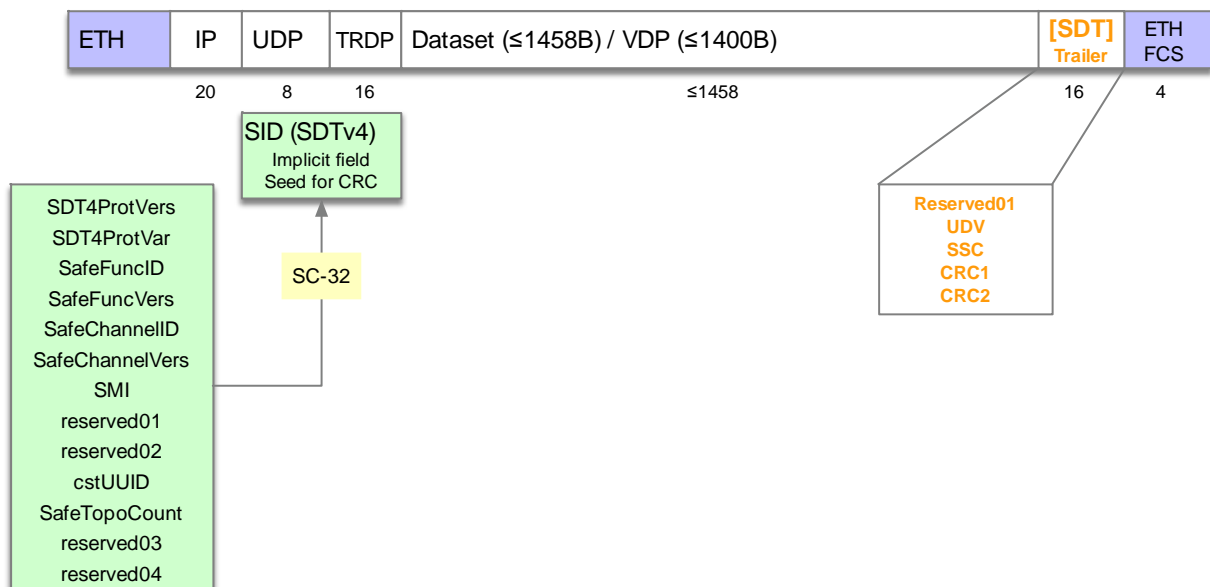 ETH
IP
UDP
TRDP
Dataset (≤1458B) / VDP (≤1400B)
[SDT]
Trailer
ETH
FCS
20
8
16
≤1458
16
4
SID (SDTv4)
Implicit field
Seed for CRC
SC-32
SDT4ProtVers
SDT4ProtVar
SafeFuncID
SafeFuncVers
SafeChannelID
SafeChannelVers
SMI
reserved01
reserved02
cstUUID
SafeTopoCount
reserved03
reserved04
Reserved01
UDV
SSC
CRC1
CRC2